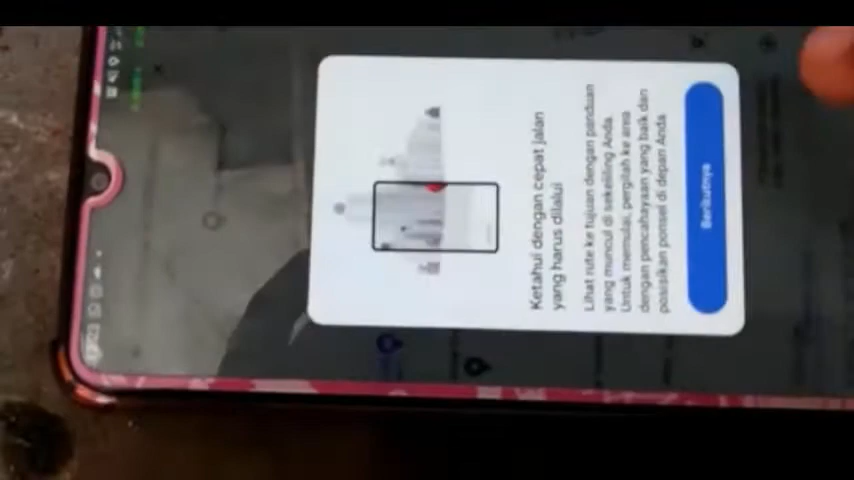 Ketahui dengan cepat jalan
yang harus dilalui
Lihat rute ke tujuan dengan panduan
yang muncul di sekeliling Anda.
Untuk memulai, pergilah ke area
dengan pencahayaan yang baik dan
posisikan ponsel di depan Anda
Berikutnya